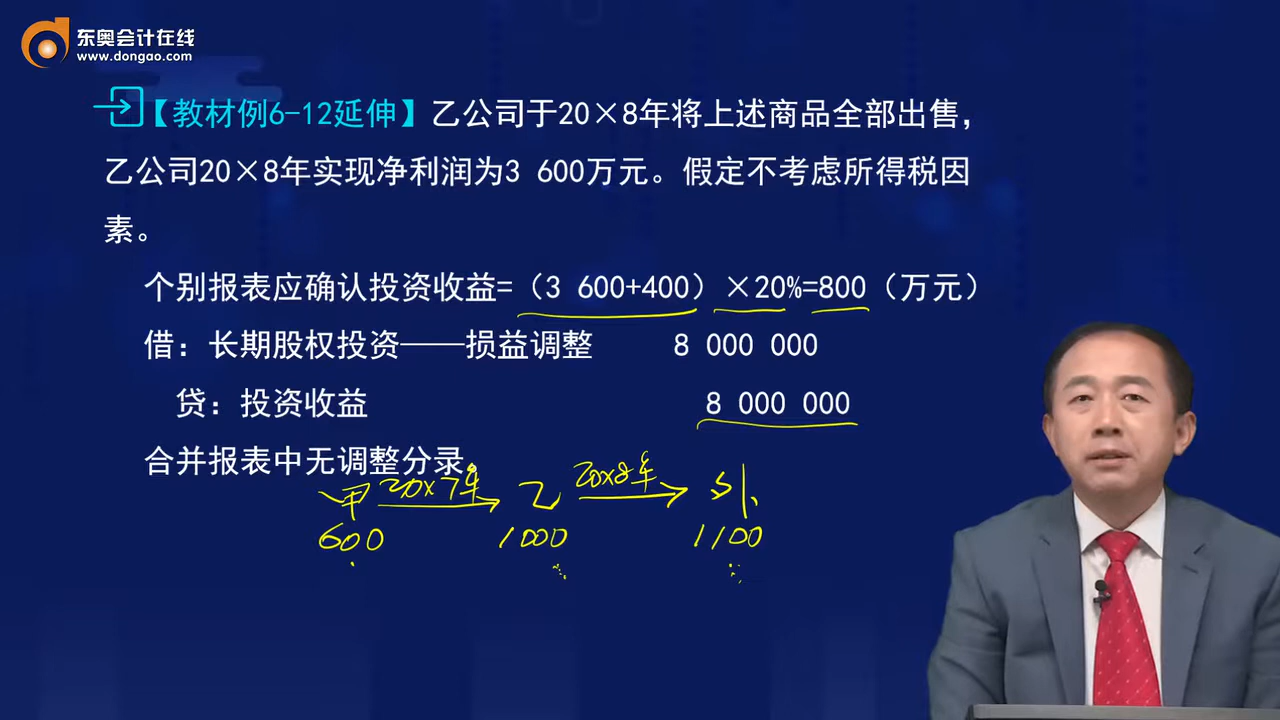 东奥会计在线
www.dongao.com
【教材例6-12延伸】乙公司于20×8年将上述商品全部出售，
乙公司20×8年实现净利润为3 600万元。假定不考虑所得税因
素。
个别报表应确认投资收益=（3 600+400）×20%=800（万元）
借：长期股权投资——损益调整 8 000 000
贷：投资收益 8 000 000
合并报表中无调整分录。
甲 20×7年 乙 20×8年 外
600 1000 1100